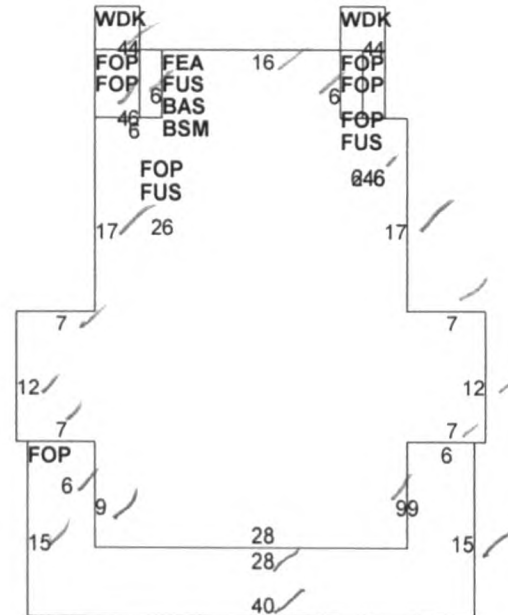 WDK WDK
44 44
FOP FEA 16 FOP
FOP FUS FOP
6 BAS 6
46 BSM FOP
6 FUS
FOP
FUS 646
17 26 17
7 7
12 12
7 7
FOP 6
6
9 99
15 28 15
28
40